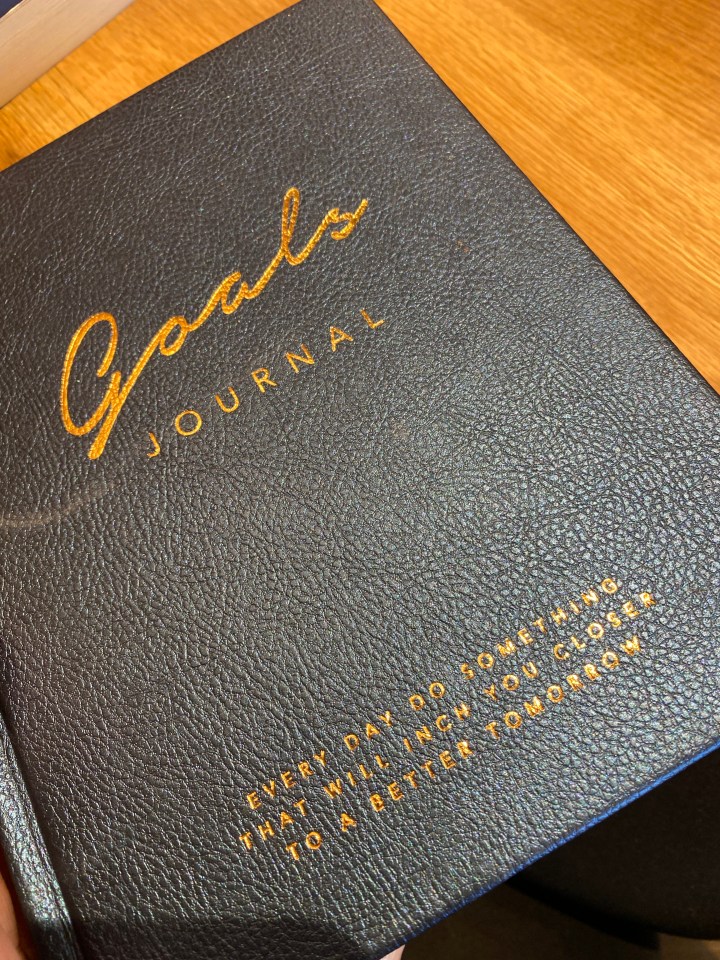 Goals
JOURNAL
EVERY DAY DO SOMETHING
THAT WILL INCH YOU CLOSER
TO A BETTER TOMORROW